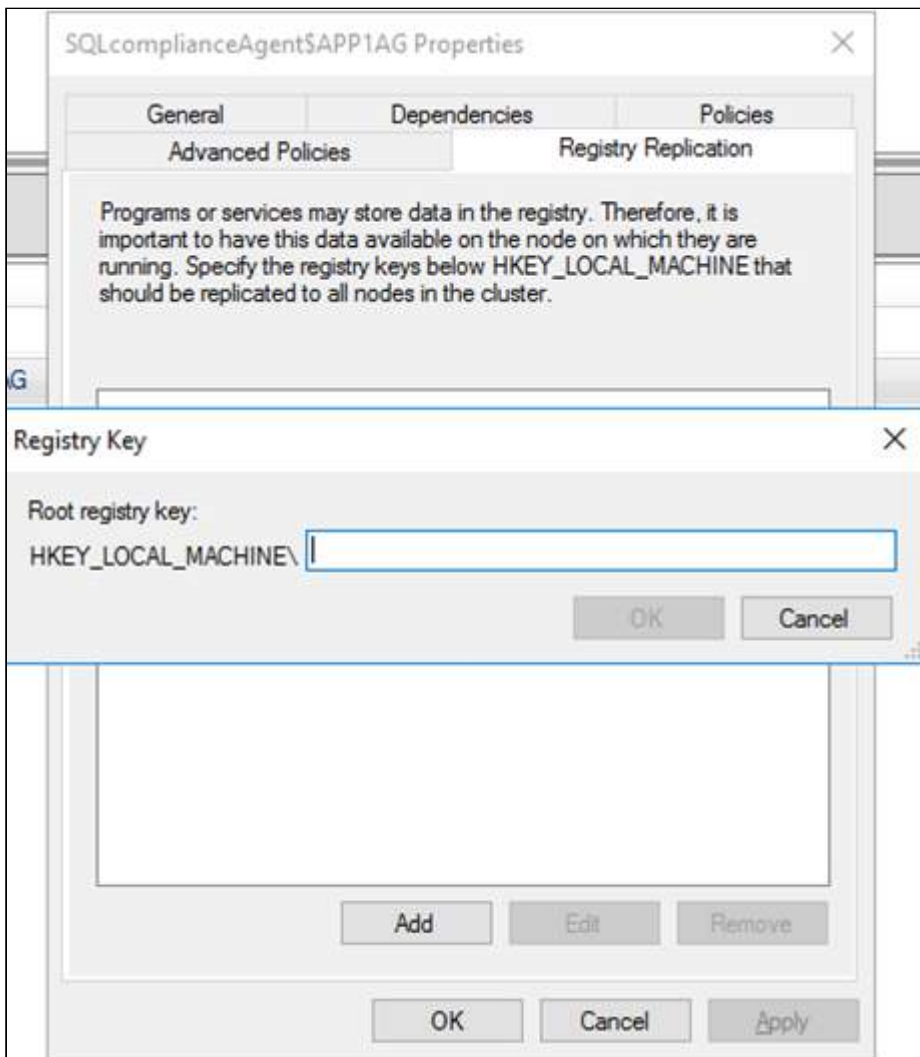 SQLcomplianceAgent$APP1AG Properties
General
Dependencies
Policies
Advanced Policies
Registry Replication
Programs or services may store data in the registry. Therefore, it is
important to have this data available on the node on which they are
running. Specify the registry keys below HKEY_LOCAL_MACHINE that
should be replicated to all nodes in the cluster.
AG
Registry Key
Root registry key:
HKEY_LOCAL_MACHINE\
OK
Cancel
Add
Edit
Remove
OK
Cancel
Apply